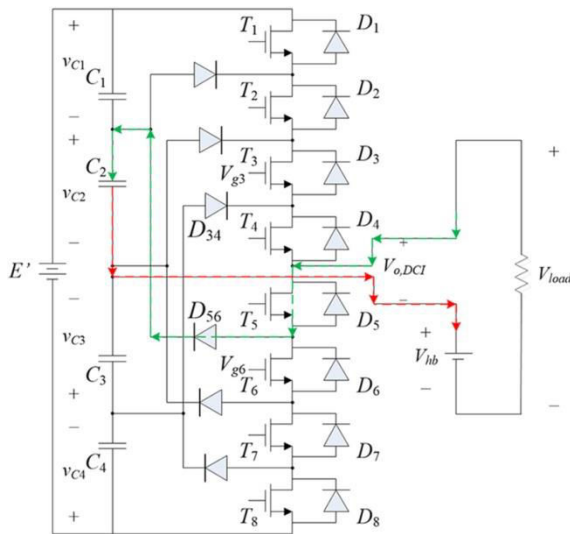 + T1 D1
vC1 C1
− T2 D2
+
C2 T3 D3
vC2 Vg3
− D34 T4 D4 +
E' Vo,DCI Vload
− D56 T5 D5 − +
vC3 Vg6 Vhb
C3 T6 D6 −
+
− T7 D7
vC4 C4
+ T8 D8 −